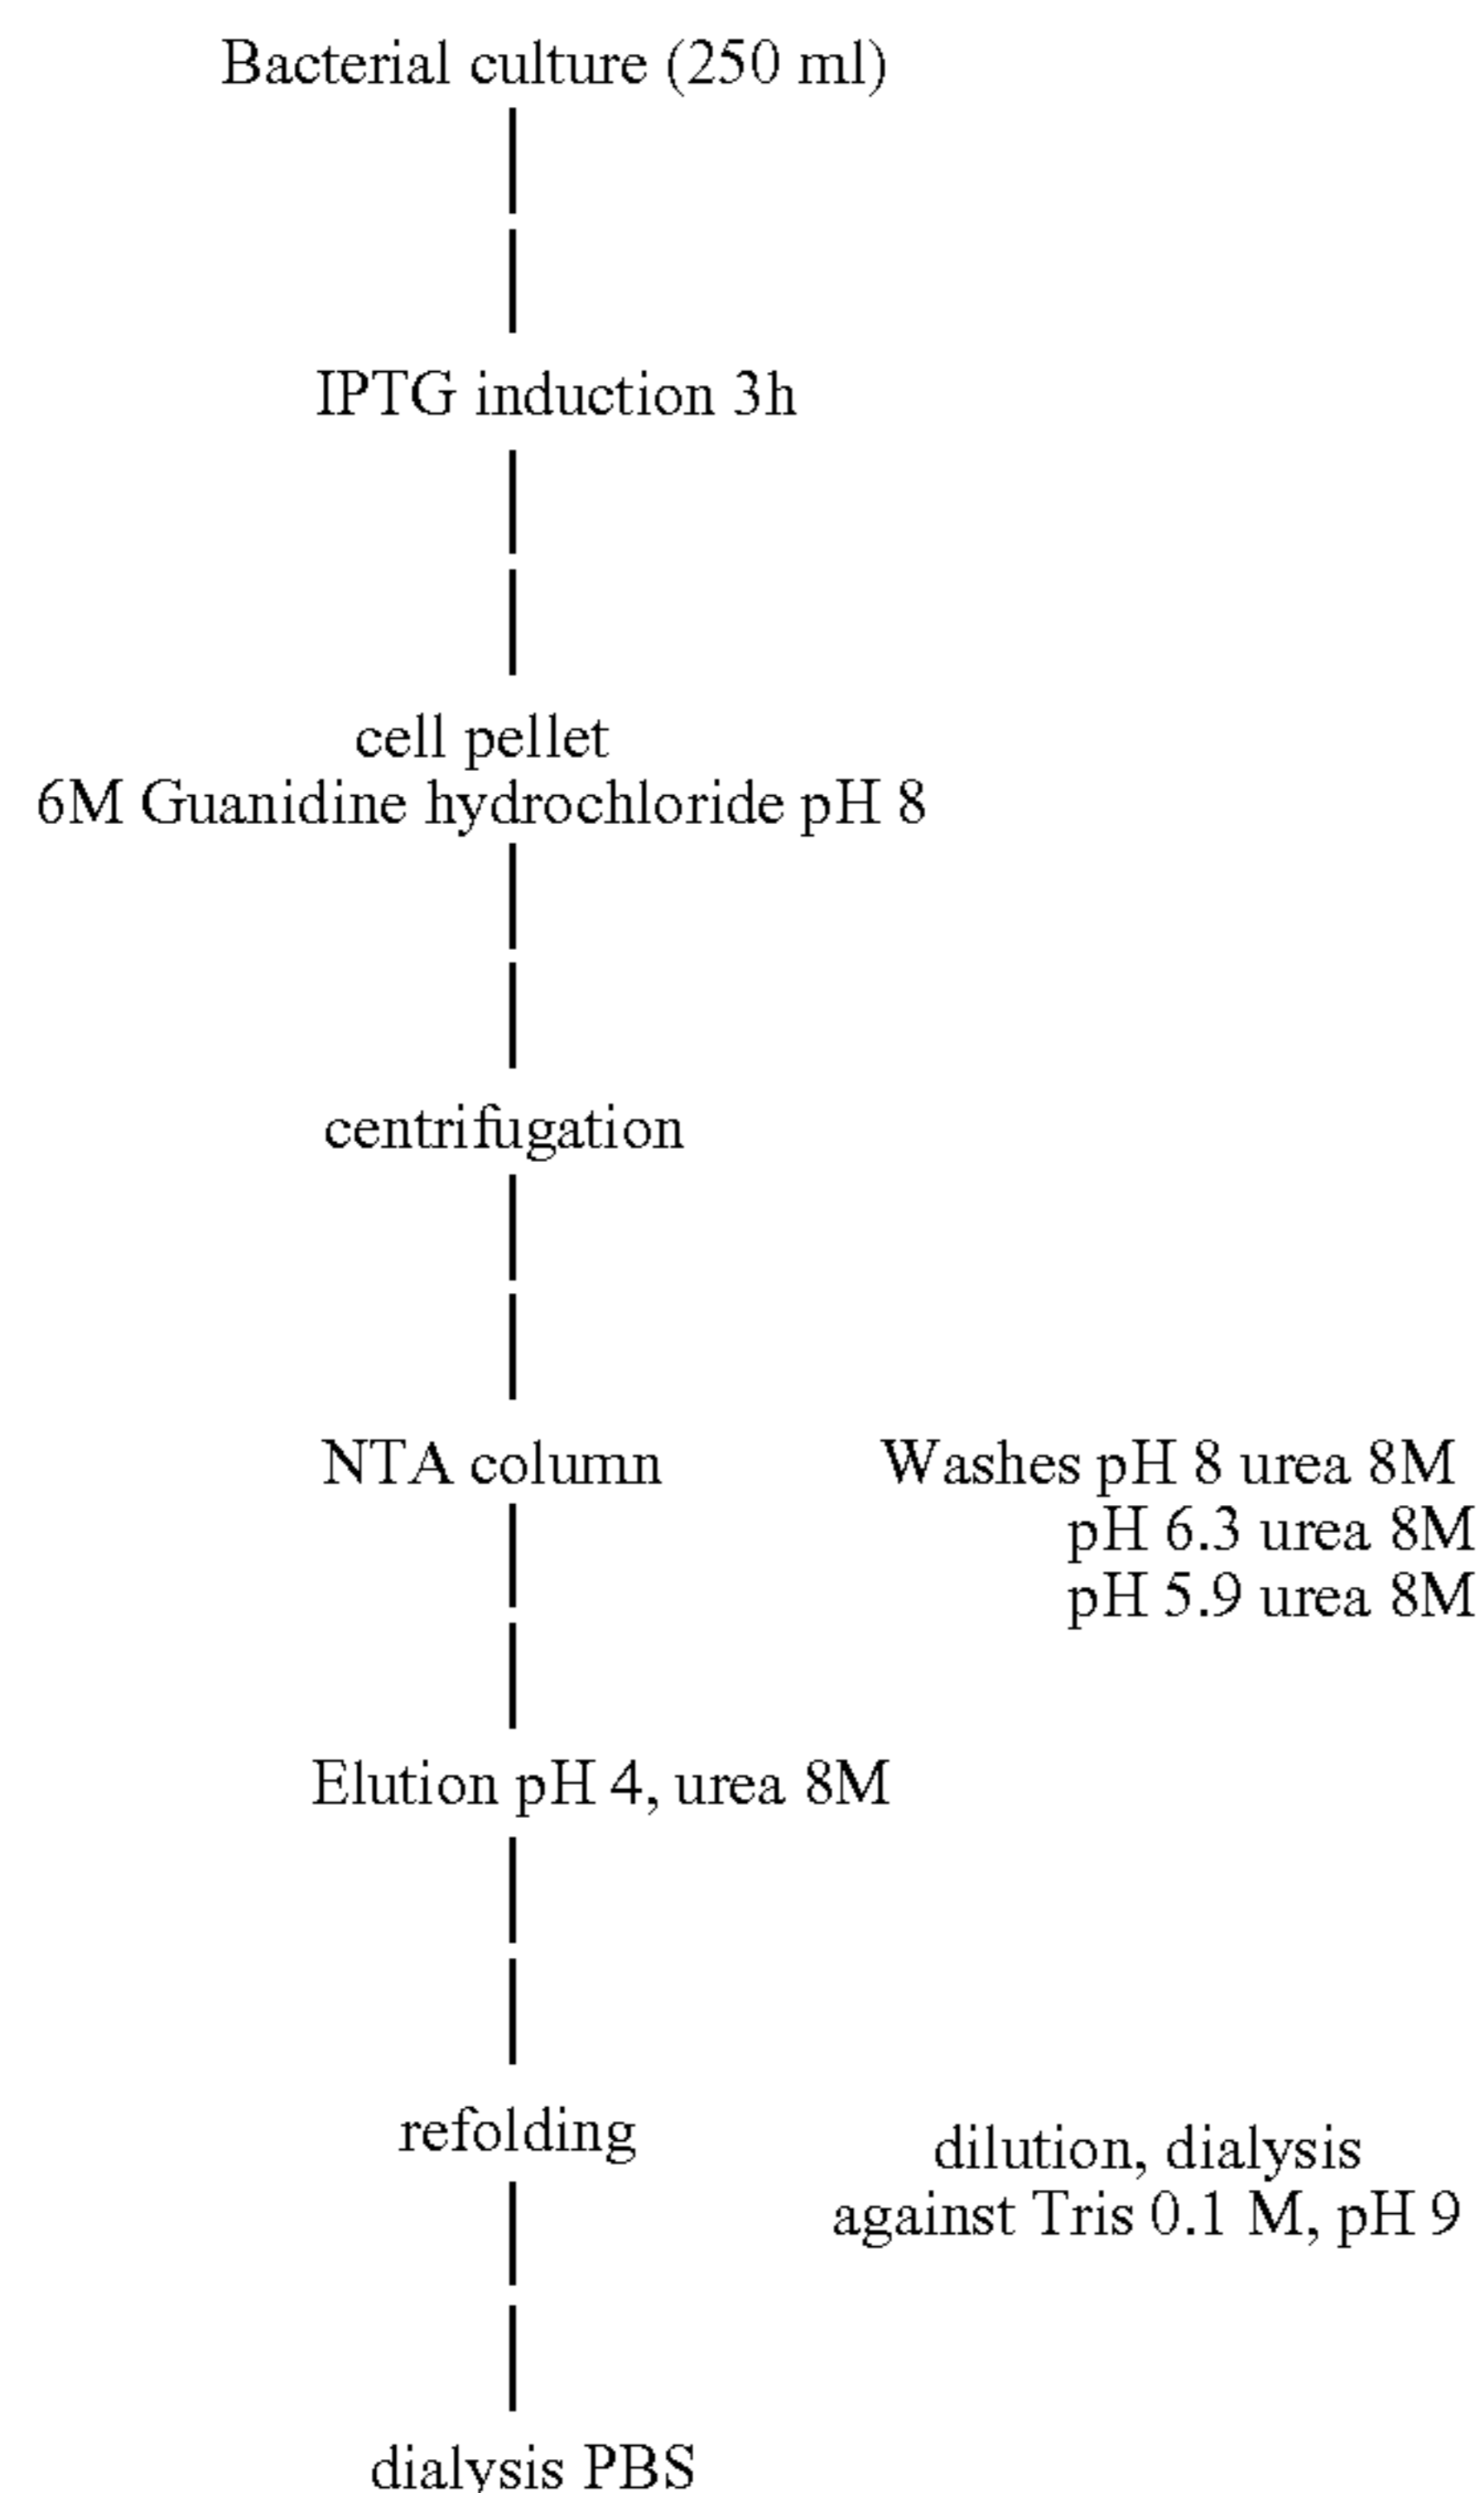 Bacterial culture (250 ml)
IPTG induction 3h
cell pellet
6M Guanidine hydrochloride pH 8
centrifugation
NTA column
Washes pH 8 urea 8M
pH 6.3 urea 8M
pH 5.9 urea 8M
Elution pH 4, urea 8M
refolding
dilution, dialysis
against Tris 0.1 M, pH 9
dialysis PBS